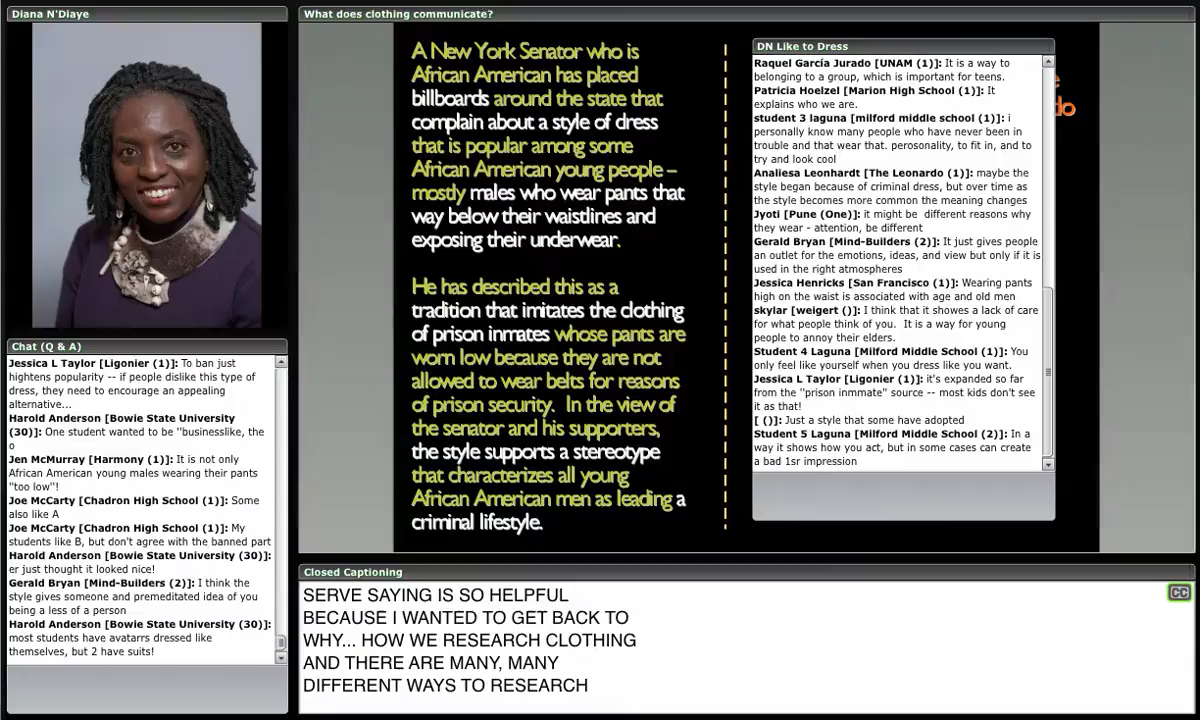 Diana N'Diaye
Chat (Q & A)
Jessica L Taylor [Ligonier (1)]: To ban just
hightens popularity -- if people dislike this type of
dress, they need to encourage an appealing
alternative...
Harold Anderson [Bowie State University
(30)]: One student wanted to be "businesslike, the
o
Jen McMurray [Harmony (1)]: It is not only
African American young males wearing their pants
"too low"!
Joe McCarty [Chadron High School (1)]: Some
also like A
Joe McCarty [Chadron High School (1)]: My
students like B, but don't agree with the banned part
Harold Anderson [Bowie State University (30)]:
er just thought it looked nice!
Gerald Bryan [Mind-Builders (2)]: I think the
style gives someone and premeditated idea of you
being a less of a person
Harold Anderson [Bowie State University (30)]:
most students have avatarrs dressed like
themselves, but 2 have suits!
What does clothing communicate?
A New York Senator who is
African American has placed
billboards around the state that
complain about a style of dress
that is popular among some
African American young people –
mostly males who wear pants that
way below their waistlines and
exposing their underwear.
He has described this as a
tradition that imitates the clothing
of prison inmates whose pants are
worn low because they are not
allowed to wear belts for reasons
of prison security. In the view of
the senator and his supporters,
the style supports a stereotype
that characterizes all young
African American men as leading a
criminal lifestyle.
DN Like to Dress
Raquel García Jurado [UNAM (1)]: It is a way to
belonging to a group, which is important for teens.
Patricia Hoelzel [Marion High School (1)]: It
explains who we are.
student 3 laguna [milford middle school (1)]: i
personally know many people who have never been in
trouble and that wear that. perosonality, to fit in, and to
try and look cool
Analiesa Leonhardt [The Leonardo (1)]: maybe the
style began because of criminal dress, but over time as
the style becomes more common the meaning changes
Jyoti [Pune (One)]: it might be different reasons why
they wear - attention, be different
Gerald Bryan [Mind-Builders (2)]: It just gives people
an outlet for the emotions, ideas, and view but only if it is
used in the right atmospheres
Jessica Henricks [San Francisco (1)]: Wearing pants
high on the waist is associated with age and old men
skylar [weigert ()]: I think that it showes a lack of care
for what people think of you. It is a way for young
people to annoy their elders.
Student 4 Laguna [Milford Middle School (1)]: You
only feel like yourself when you dress like you want.
Jessica L Taylor [Ligonier (1)]: it's expanded so far
from the "prison inmmate" source -- most kids don't see
it as that!
[ ()]: Just a style that some have adopted
Student 5 Laguna [Milford Middle School (2)]: In a
way it shows how you act, but in some cases can create
a bad 1sr impression
Closed Captioning
CC
SERVE SAYING IS SO HELPFUL
BECAUSE I WANTED TO GET BACK TO
WHY... HOW WE RESEARCH CLOTHING
AND THERE ARE MANY, MANY
DIFFERENT WAYS TO RESEARCH